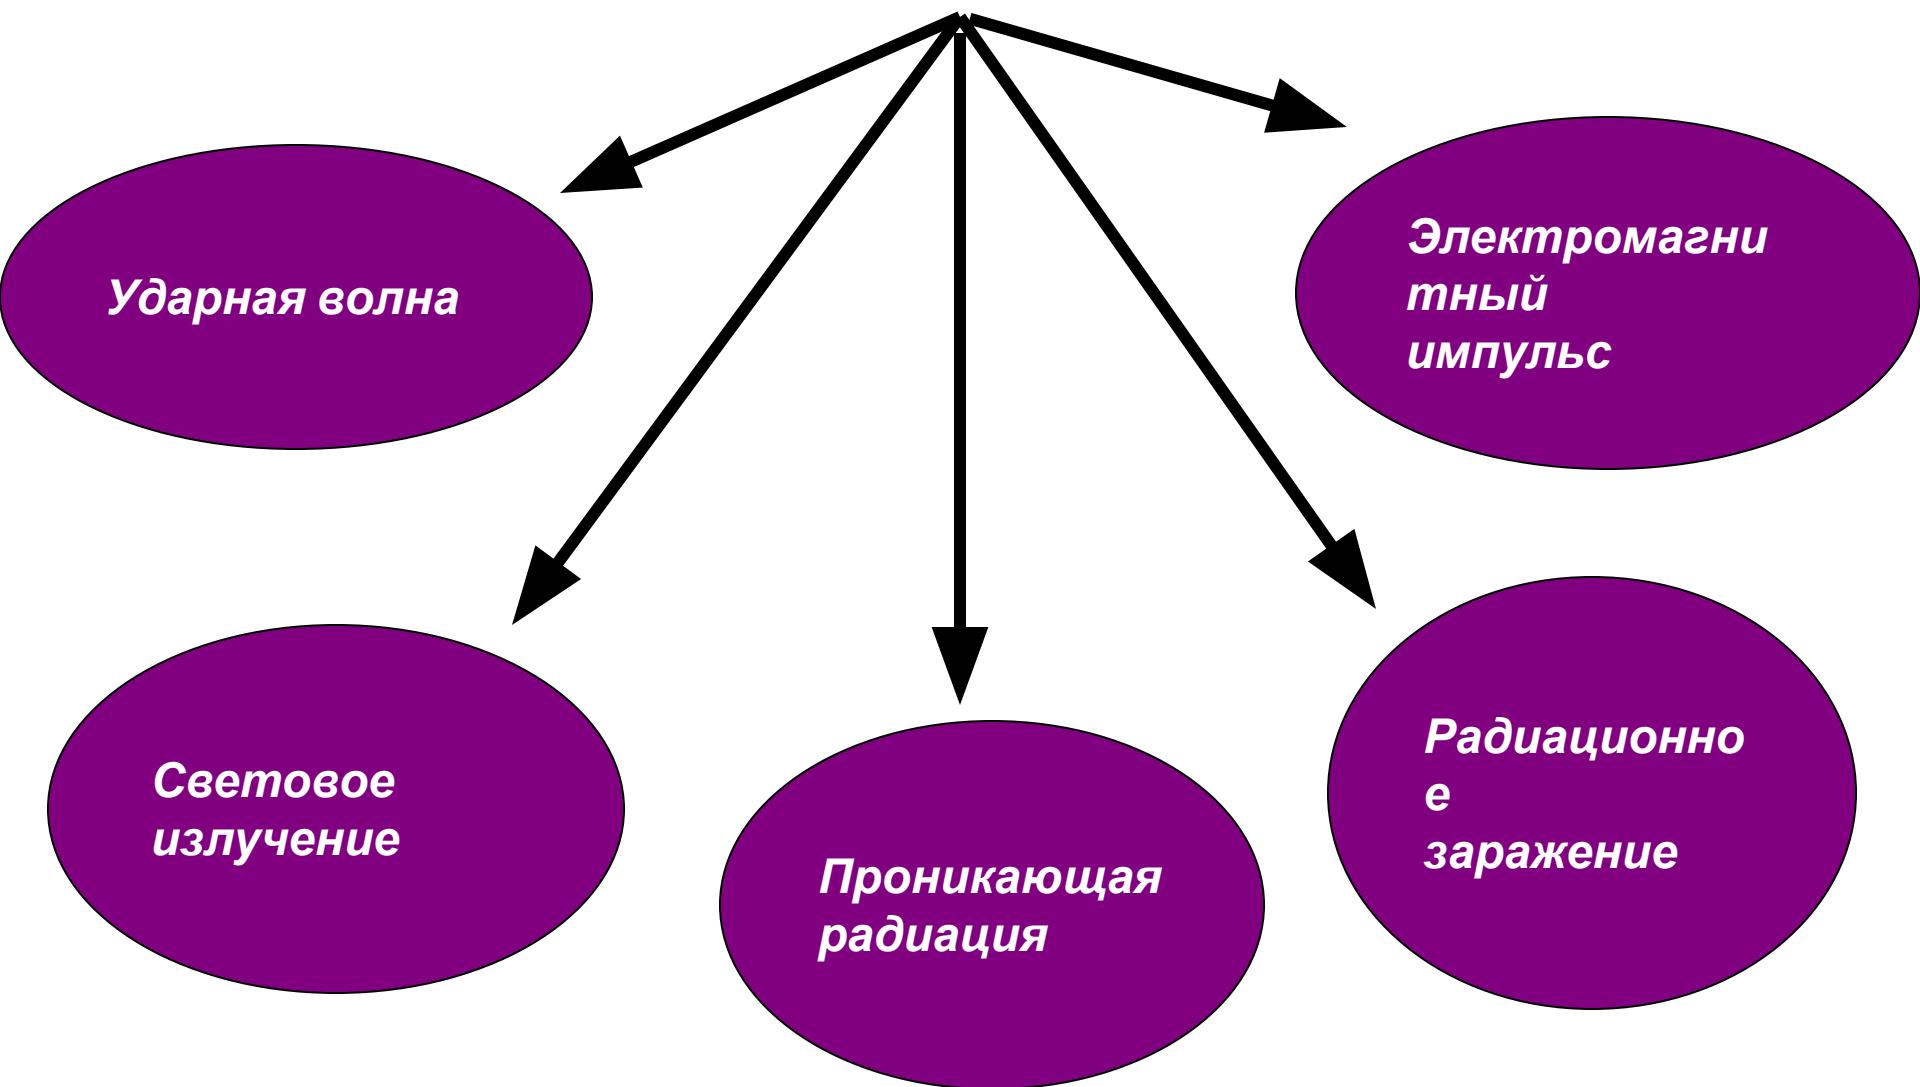 Ударная волна
Электромагни
тный
импульс
Световое
излучение
Проникающая
радиация
Радиационно
е
заражение